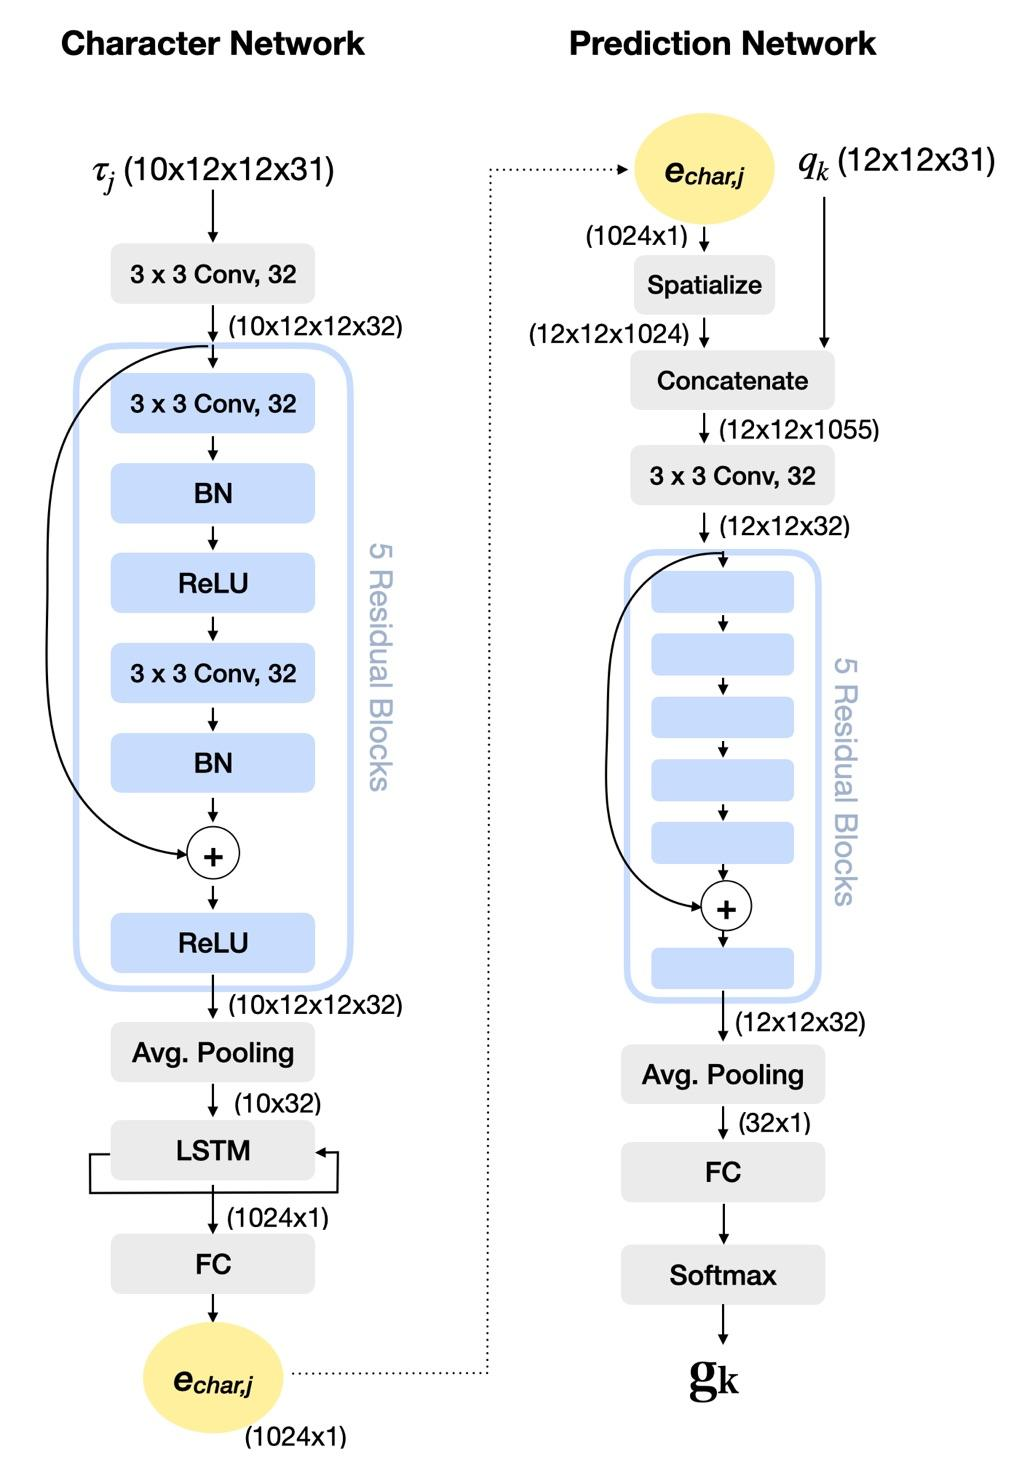 Character Network
τj (10x12x12x31)
3 x 3 Conv, 32
(10x12x12x32)
3 x 3 Conv, 32
BN
ReLU
3 x 3 Conv, 32
BN
+
ReLU
5 Residual Blocks
(10x12x12x32)
Avg. Pooling
(10x32)
LSTM
(1024x1)
FC
echar,j
(1024x1)
Prediction Network
echar,j
qk (12x12x31)
(1024x1)
Spatialize
(12x12x1024)
Concatenate
(12x12x1055)
3 x 3 Conv, 32
(12x12x32)
+
5 Residual Blocks
(12x12x32)
Avg. Pooling
(32x1)
FC
Softmax
gk